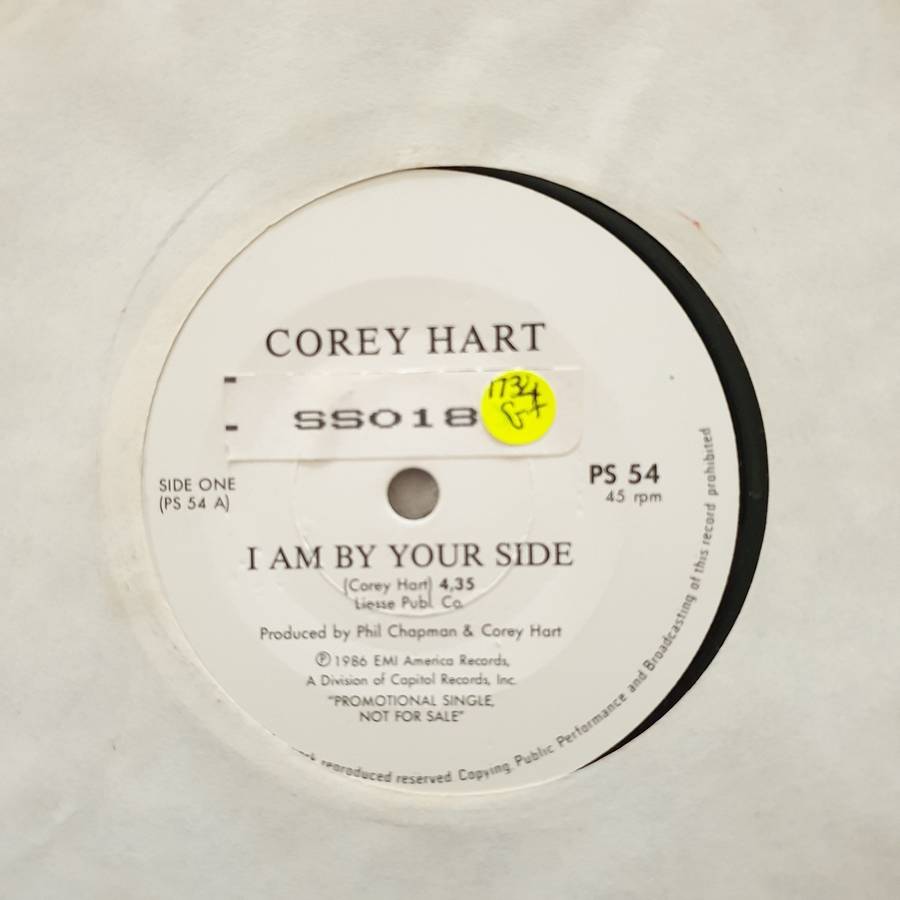 COREY HART
SS018
1734
G+
SIDE ONE
(PS 54 A)
PS 54
45 rpm
I AM BY YOUR SIDE
(Corey Hart) 4,35
Liesse Publ. Co.
Produced by Phil Chapman & Corey Hart
Ⓟ1986 EMI America Records,
A Division of Capitol Records, Inc.
"PROMOTIONAL SINGLE,
NOT FOR SALE"
reproduced reserved. Copying, Public Performance and Broadcasting of this record prohibited